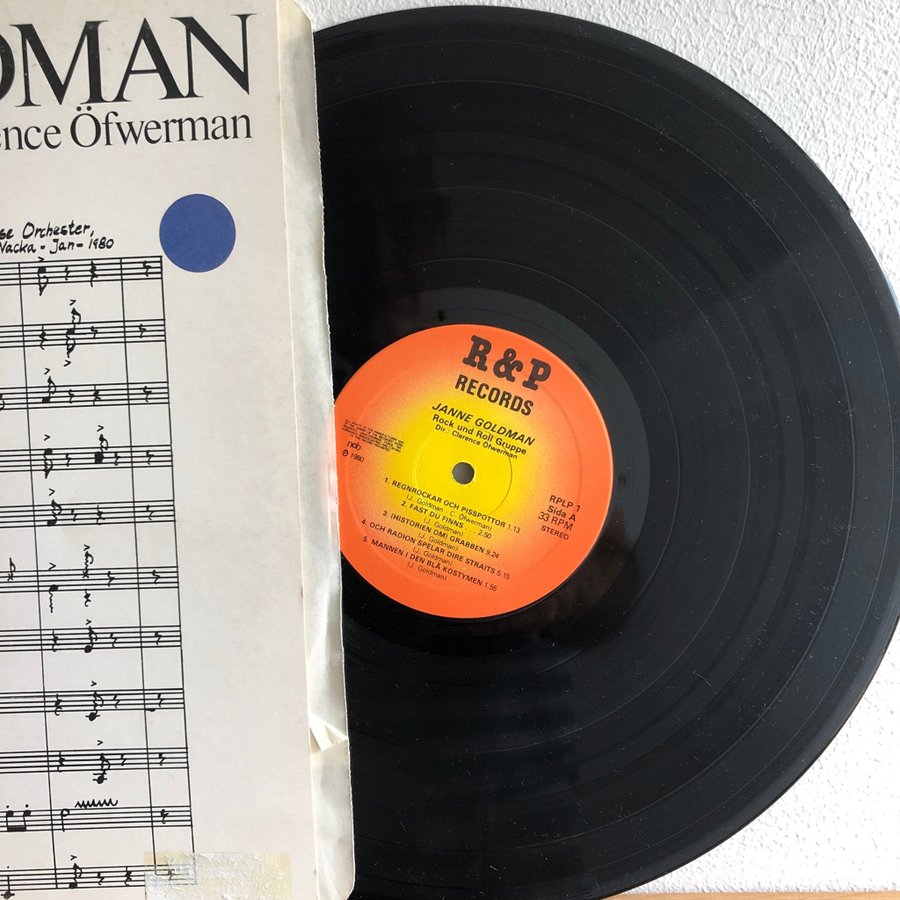 OMAN
ence Öfwerman
se Orchester,
Nacka - Jan - 1980
R&P
RECORDS
JANNE GOLDMAN
Rock und Roll Gruppe
Dir.: Clarence Öfwerman
ncb
℗ 1980
RPLP 1
Sida A
33 RPM
STEREO
1. REGNROCKAR OCH PISSPOTTOR 1.13
(J. Goldman - C. Öfwerman)
2. FAST DU FINNS . . 2.50
(J. Goldman)
3. (HISTORIEN OM) GRABBEN 9.24
(J. Goldman)
4. OCH RADION SPELAR DIRE STRAITS 5.15
(J. Goldman)
5. MANNEN I DEN BLÅ KOSTYMEN 1.55
(J. Goldman)